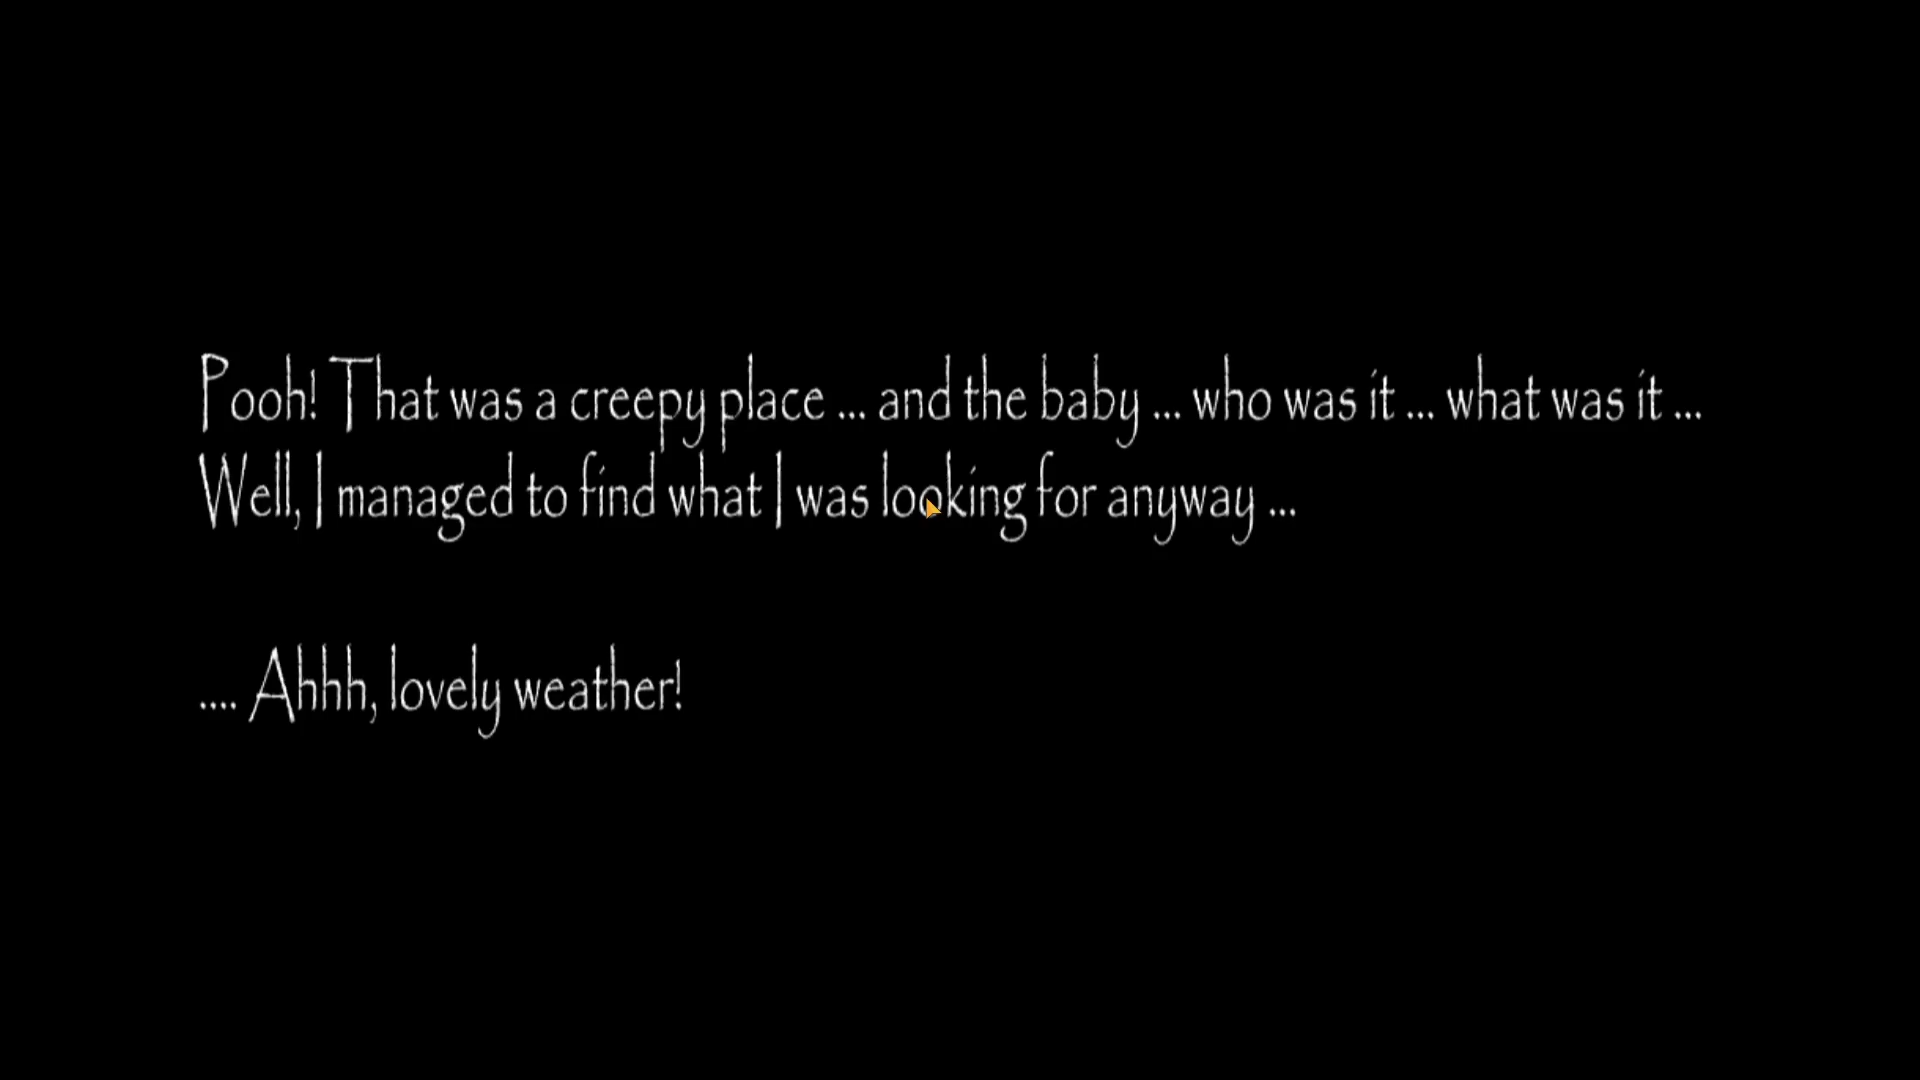 Pooh! That was a creepy place ... and the baby ... who was it ... what was it ...
Well, I managed to find what I was looking for anyway ...
.... Ahhh, lovely weather!